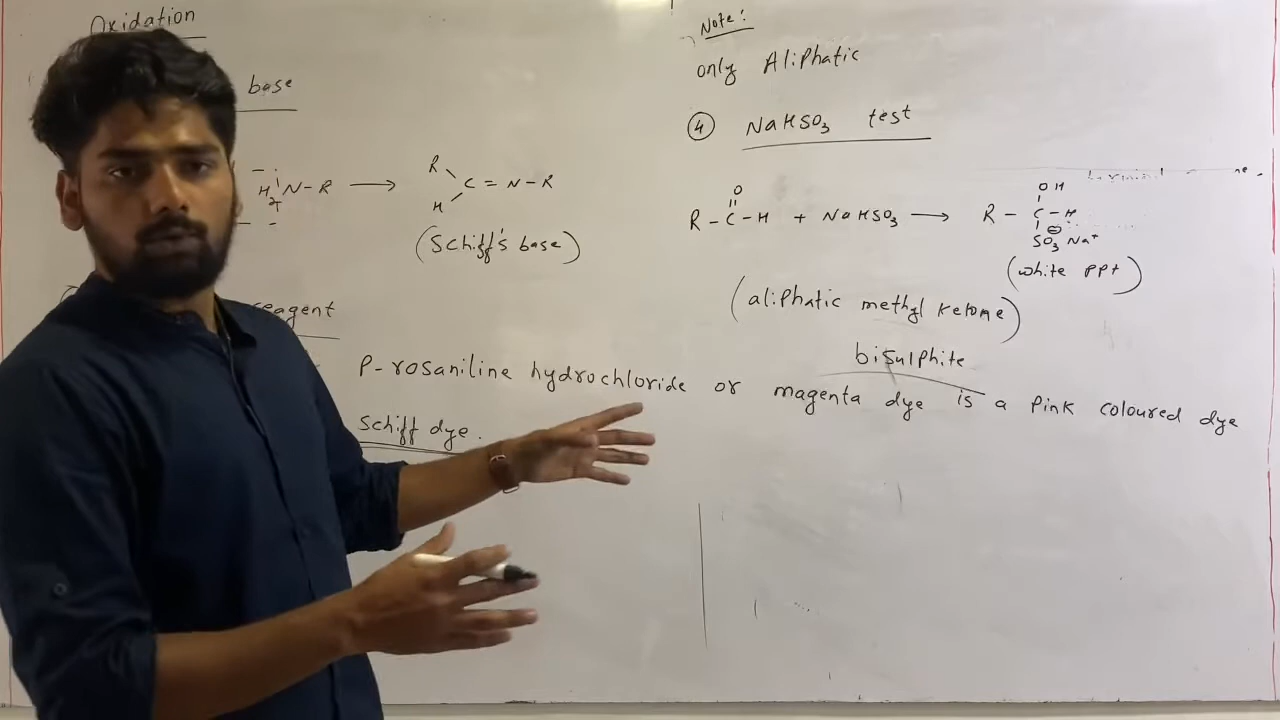 Oxidation
base
H2N-R ⟶ R H C = N - R
(Schiff's base)
reagent
P-rosaniline hydrochloride or magenta dye is a pink coloured dye
Schiff dye.
Note:
only Aliphatic
④ NaHSO3 test
R - C - H + NaHSO3 ⟶ R - C - H
O
OH
SO3 ⊖ Na+
(white ppt)
(aliphatic methyl ketone)
bisulphite